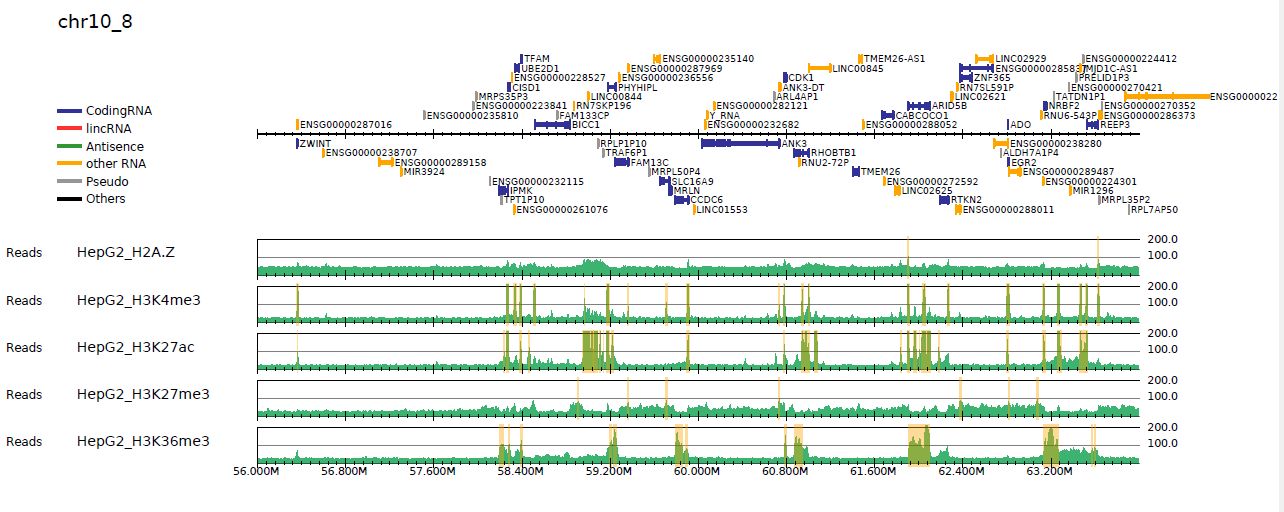 chr10_8
TFAM LINC02929 ENSG00000224412
ENSG00000235140 TMEM26-AS1
UBE2D1 ENSG00000287969 LINC00845 MID1C-AS1
ENSG00000228527 ENSG00000236556 CDK1 ZNF365 PRELID1P3
CISD1 PHYHIPL ANK3-DT RN7SL591P ENSG00000270421
MRPS35P3 LINC00844 ARL4AP1 LINC02621 TATDN1P1 ENSG0000022
CodingRNA ENSG00000223841 RN7SKP196 ENSG00000282121 ARID5B NRBF2 ENSG00000270352
ENSG00000235810 FAM133CP Y_RNA CABCOCO1 RNU6-543P ENSG00000286373
lincRNA ENSG00000287016 BICC1 ENSG00000232682 ENSG00000288052 ADO REEP3
Antisence ZWINT RPLP1P10 ANK3 ENSG00000238280
ENSG00000238707 TRAF6P1 RHOBTB1 ALDH7A1P4
other RNA ENSG00000289158 FAM13C RNU2-72P EGR2
MIR3924 MRPL50P4 TMEM26 ENSG00000289487
Pseudo ENSG00000232115 SLC16A9 ENSG00000272592 ENSG00000224301
IPMK MRLN LINC02625 MIR1296
Others TPT1P10 CCDC6 RTKN2 MRPL35P2
ENSG00000261076 LINC01553 ENSG00000288011 RPL7AP50
200.0
Reads HepG2_H2A.Z 100.0
200.0
Reads HepG2_H3K4me3 100.0
200.0
Reads HepG2_H3K27ac 100.0
200.0
Reads HepG2_H3K27me3 100.0
200.0
Reads HepG2_H3K36me3 100.0
56.000M 56.800M 57.600M 58.400M 59.200M 60.000M 60.800M 61.600M 62.400M 63.200M